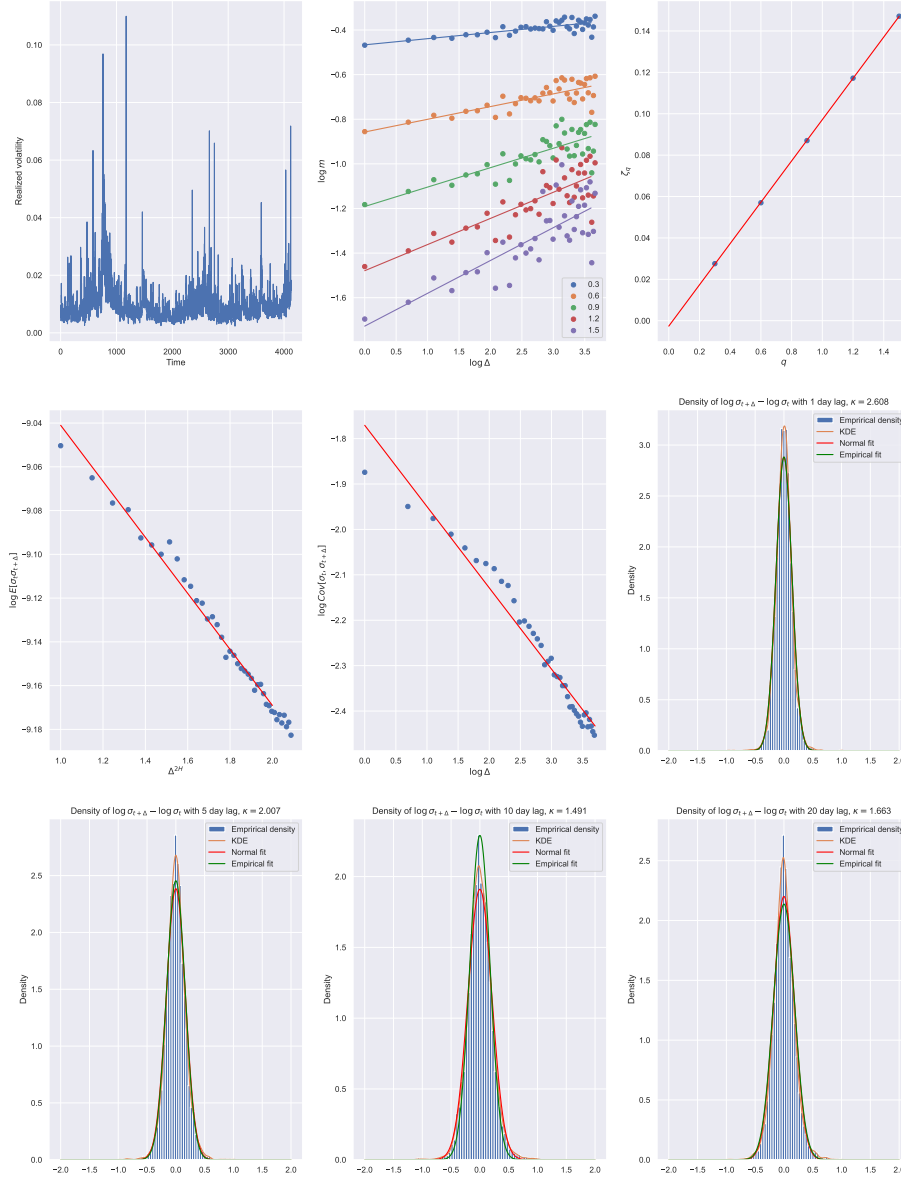 0.10
0.08
0.06
0.04
0.02
0.00
Realized volatility
0 1000 2000 3000 4000
Time
−0.4
−0.6
−0.8
−1.0
−1.2
−1.4
−1.6
log m
0.3
0.6
0.9
1.2
1.5
0.0 0.5 1.0 1.5 2.0 2.5 3.0 3.5
log Δ
0.14
0.12
0.10
0.08
0.06
0.04
0.02
0.00
ζq
0.0 0.2 0.4 0.6 0.8 1.0 1.2 1.4
q
−9.04
−9.06
−9.08
−9.10
−9.12
−9.14
−9.16
−9.18
log E[σtσt+Δ]
1.0 1.2 1.4 1.6 1.8 2.0
Δ^2H
−1.8
−1.9
−2.0
−2.1
−2.2
−2.3
−2.4
log Cov[σt, σt+Δ]
0.0 0.5 1.0 1.5 2.0 2.5 3.0 3.5
log Δ
Density of log σt+Δ − log σt with 1 day lag, κ = 2.608
Emprirical density
KDE
Normal fit
Empirical fit
3.0
2.5
2.0
1.5
1.0
0.5
0.0
Density
−2.0 −1.5 −1.0 −0.5 0.0 0.5 1.0 1.5 2.0
Density of log σt+Δ − log σt with 5 day lag, κ = 2.007
Emprirical density
KDE
Normal fit
Empirical fit
2.5
2.0
1.5
1.0
0.5
0.0
Density
−2.0 −1.5 −1.0 −0.5 0.0 0.5 1.0 1.5 2.0
Density of log σt+Δ − log σt with 10 day lag, κ = 1.491
Emprirical density
KDE
Normal fit
Empirical fit
2.0
1.5
1.0
0.5
0.0
Density
−2.0 −1.5 −1.0 −0.5 0.0 0.5 1.0 1.5 2.0
Density of log σt+Δ − log σt with 20 day lag, κ = 1.663
Emprirical density
KDE
Normal fit
Empirical fit
2.5
2.0
1.5
1.0
0.5
0.0
Density
−2.0 −1.5 −1.0 −0.5 0.0 0.5 1.0 1.5 2.0